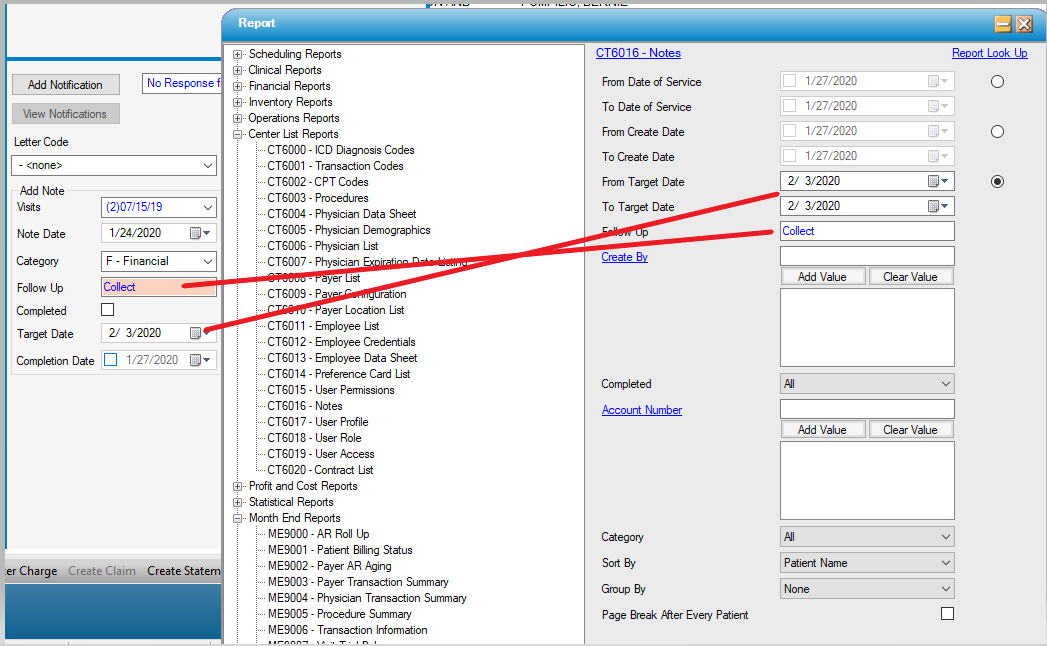 Report
Add Notification
No Response f
View Notifications
Letter Code
- <none>
Add Note
Visits
(2)07/15/19
Note Date
1/24/2020
Category
F - Financial
Follow Up
Collect
Completed
Target Date
2/ 3/2020
Completion Date
1/27/2020
Charge
Create Claim
Create Statem
Scheduling Reports
Clinical Reports
Financial Reports
Inventory Reports
Operations Reports
Center List Reports
CT6000 - ICD Diagnosis Codes
CT6001 - Transaction Codes
CT6002 - CPT Codes
CT6003 - Procedures
CT6004 - Physician Data Sheet
CT6005 - Physician Demographics
CT6006 - Physician List
CT6007 - Physician Expiration Date Listing
CT6008 - Payer List
CT6009 - Payer Configuration
CT6010 - Payer Location List
CT6011 - Employee List
CT6012 - Employee Credentials
CT6013 - Employee Data Sheet
CT6014 - Preference Card List
CT6015 - User Permissions
CT6016 - Notes
CT6017 - User Profile
CT6018 - User Role
CT6019 - User Access
CT6020 - Contract List
Profit and Cost Reports
Statistical Reports
Month End Reports
ME9000 - AR Roll Up
ME9001 - Patient Billing Status
ME9002 - Payer AR Aging
ME9003 - Payer Transaction Summary
ME9004 - Physician Transaction Summary
ME9005 - Procedure Summary
ME9006 - Transaction Information
CT6016 - Notes
Report Look Up
From Date of Service
1/27/2020
To Date of Service
1/27/2020
From Create Date
1/27/2020
To Create Date
1/27/2020
From Target Date
2/ 3/2020
To Target Date
2/ 3/2020
Follow Up
Collect
Create By
Add Value
Clear Value
Completed
All
Account Number
Add Value
Clear Value
Category
All
Sort By
Patient Name
Group By
None
Page Break After Every Patient